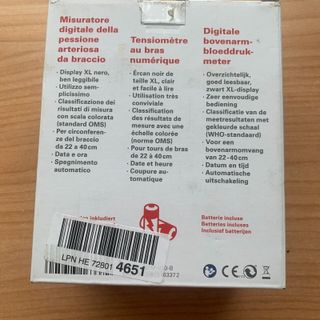 Misuratore
digitale della
pessione
arteriosa
da braccio
- Display XL nero,
ben leggibile
- Utilizzo sem-
plicissimo
- Classificazione dei
risultati di misura
con scala colorata
(standard OMS)
- Per circonferen-
ze del braccio
da 22 a 40cm
- Data e ora
- Spegnimento
automatico
Tensiomètre
au bras
numérique
- Écran noir de
taille XL, clair
et facile à lire
- Utilisation très
conviviale
- Classification
des résultats de
mesure avec une
échelle colorée
(norme OMS)
- Pour tours de bras
de 22 à 40cm
- Date et heure
- Coupure au-
tomatique
Digitale
bovenarm-
bloeddruk-
meter
- Overzichtelijk,
goed leesbaar,
zwart XL-display
- Zeer eenvoudige
bediening
- Classificatie van de
meetresultaten met
gekleurde schaal
(WHO-standaard)
- Voor een
bovenarmomvang
van 22-40cm
- Datum en tijd
- Automatische
uitschakeling
inkludiert
Batterie incluse
Batteries incluses
Inclusief batterijen
LPN HE 72801 4651